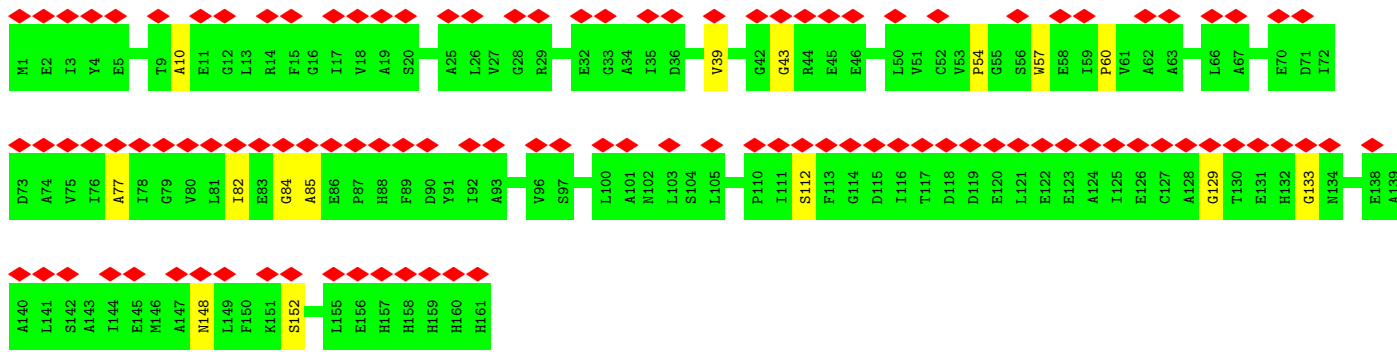 M1 E2 I3 Y4 E5 T9 A10 E11 G12 L13 R14 F15 G16 I17 V18 A19 S20 A25 L26 V27 G28 R29 E32 G33 A34 I35 D36 V39 G42 G43 R44 E45 E46 L50 V51 C52 V53 P54 G55 S56 W57 E58 I59 P60 V61 A62 A63 L66 A67 E70 D71 I72
D73 A74 V75 I76 A77 I78 G79 V80 L81 I82 E83 G84 A85 E86 P87 H88 F89 D90 Y91 I92 A93 V96 S97 L100 A101 N102 L103 S104 L105 P110 I111 S112 F113 G114 D115 I116 T117 D118 D119 E120 L121 E122 E123 A124 I125 E126 C127 A128 G129 T130 E131 H132 G133 N134 E138 A139
A140 L141 S142 A143 I144 E145 M146 A147 N148 L149 F150 K151 S152 L155 E156 H157 H158 H159 H160 H161